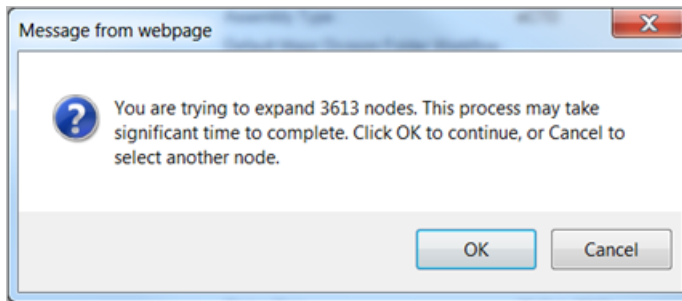 Message from webpage
You are trying to expand 3613 nodes. This process may take
significant time to complete. Click OK to continue, or Cancel to
select another node.
OK
Cancel